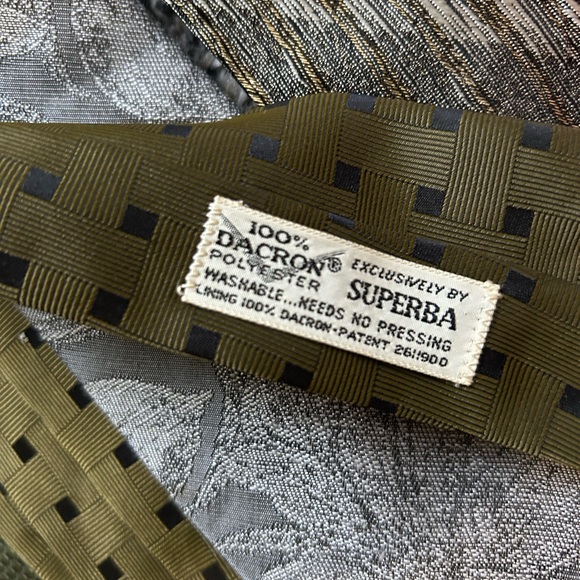 100%
DACRON®
POLYESTER
EXCLUSIVELY BY
SUPERBA
WASHABLE...NEEDS NO PRESSING
LINING 100% DACRON-PATENT 2611900